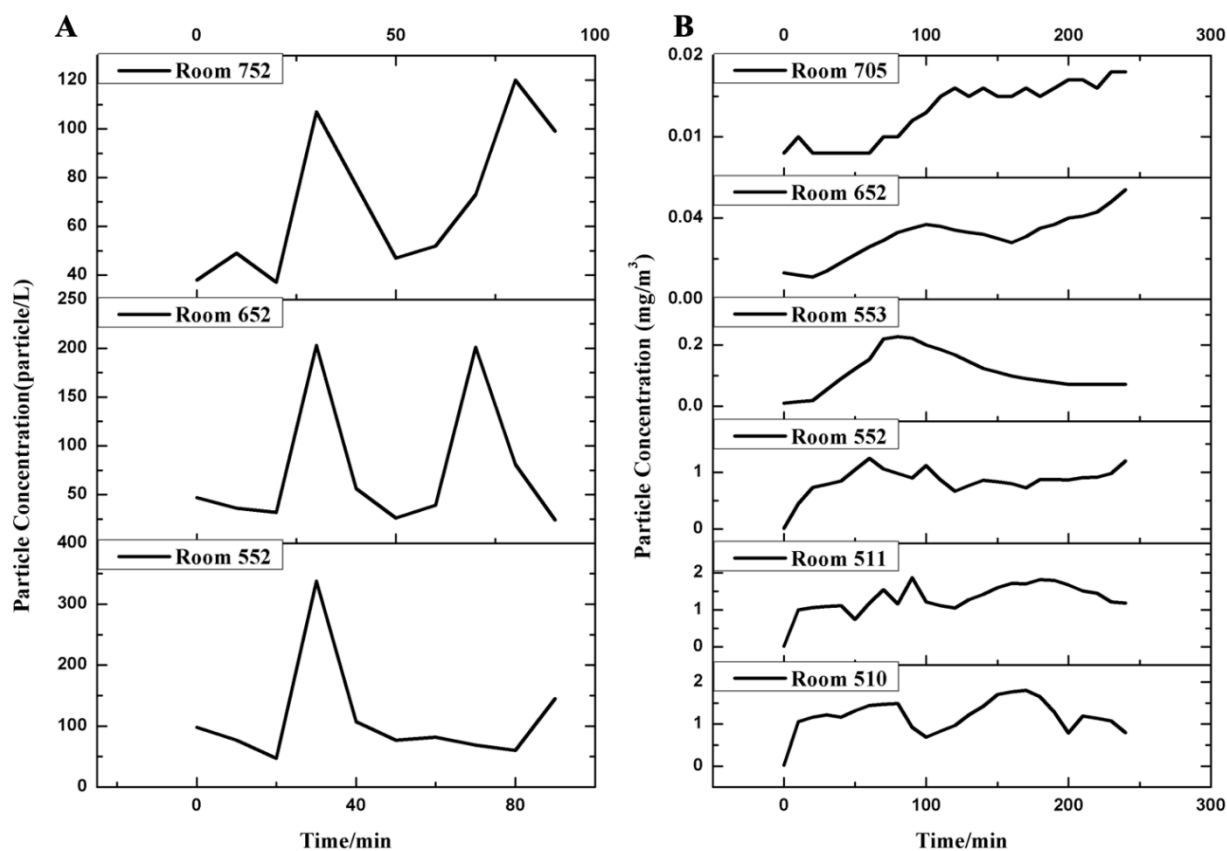 A
0 50 100
Room 752
120
100
80
60
40
Room 652
250
200
150
100
50
Room 552
400
300
200
100
0
0 40 80
Time/min
Particle Concentration(particle/L)
B
0 100 200 300
Room 705
0.02
0.01
Room 652
0.04
0.00
Room 553
0.2
0.0
Room 552
1
0
Room 511
2
1
0
Room 510
2
1
0
0 100 200 300
Time/min
Particle Concentration (mg/m³)